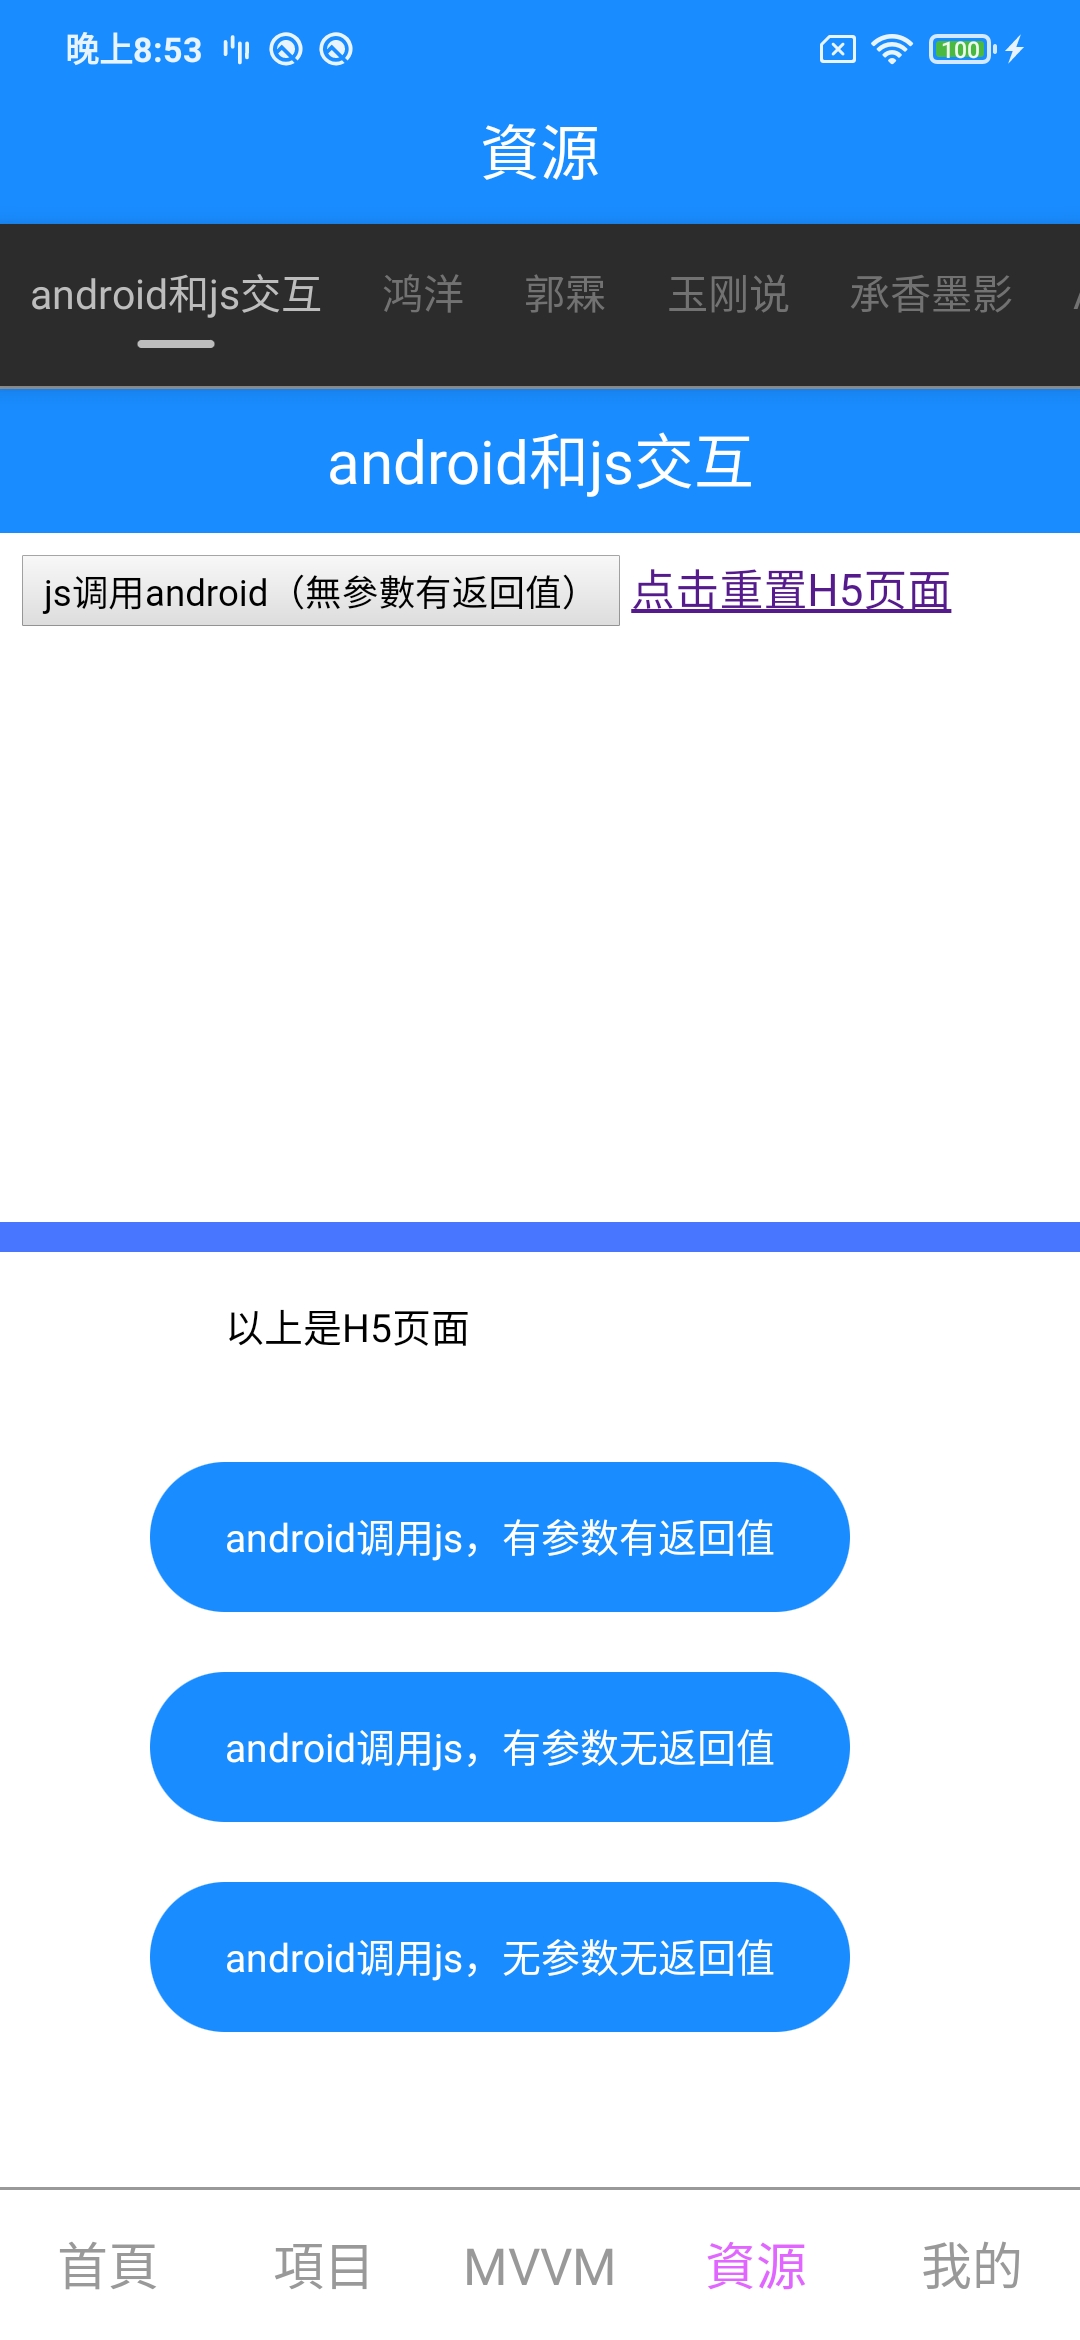 晚上8:53
100
資源
android和js交互 鸿洋 郭霖 玉刚说 承香墨影
android和js交互
js调用android（無參數有返回值） 点击重置H5页面
以上是H5页面
android调用js，有参数有返回值
android调用js，有参数无返回值
android调用js，无参数无返回值
首頁 項目 MVVM 資源 我的